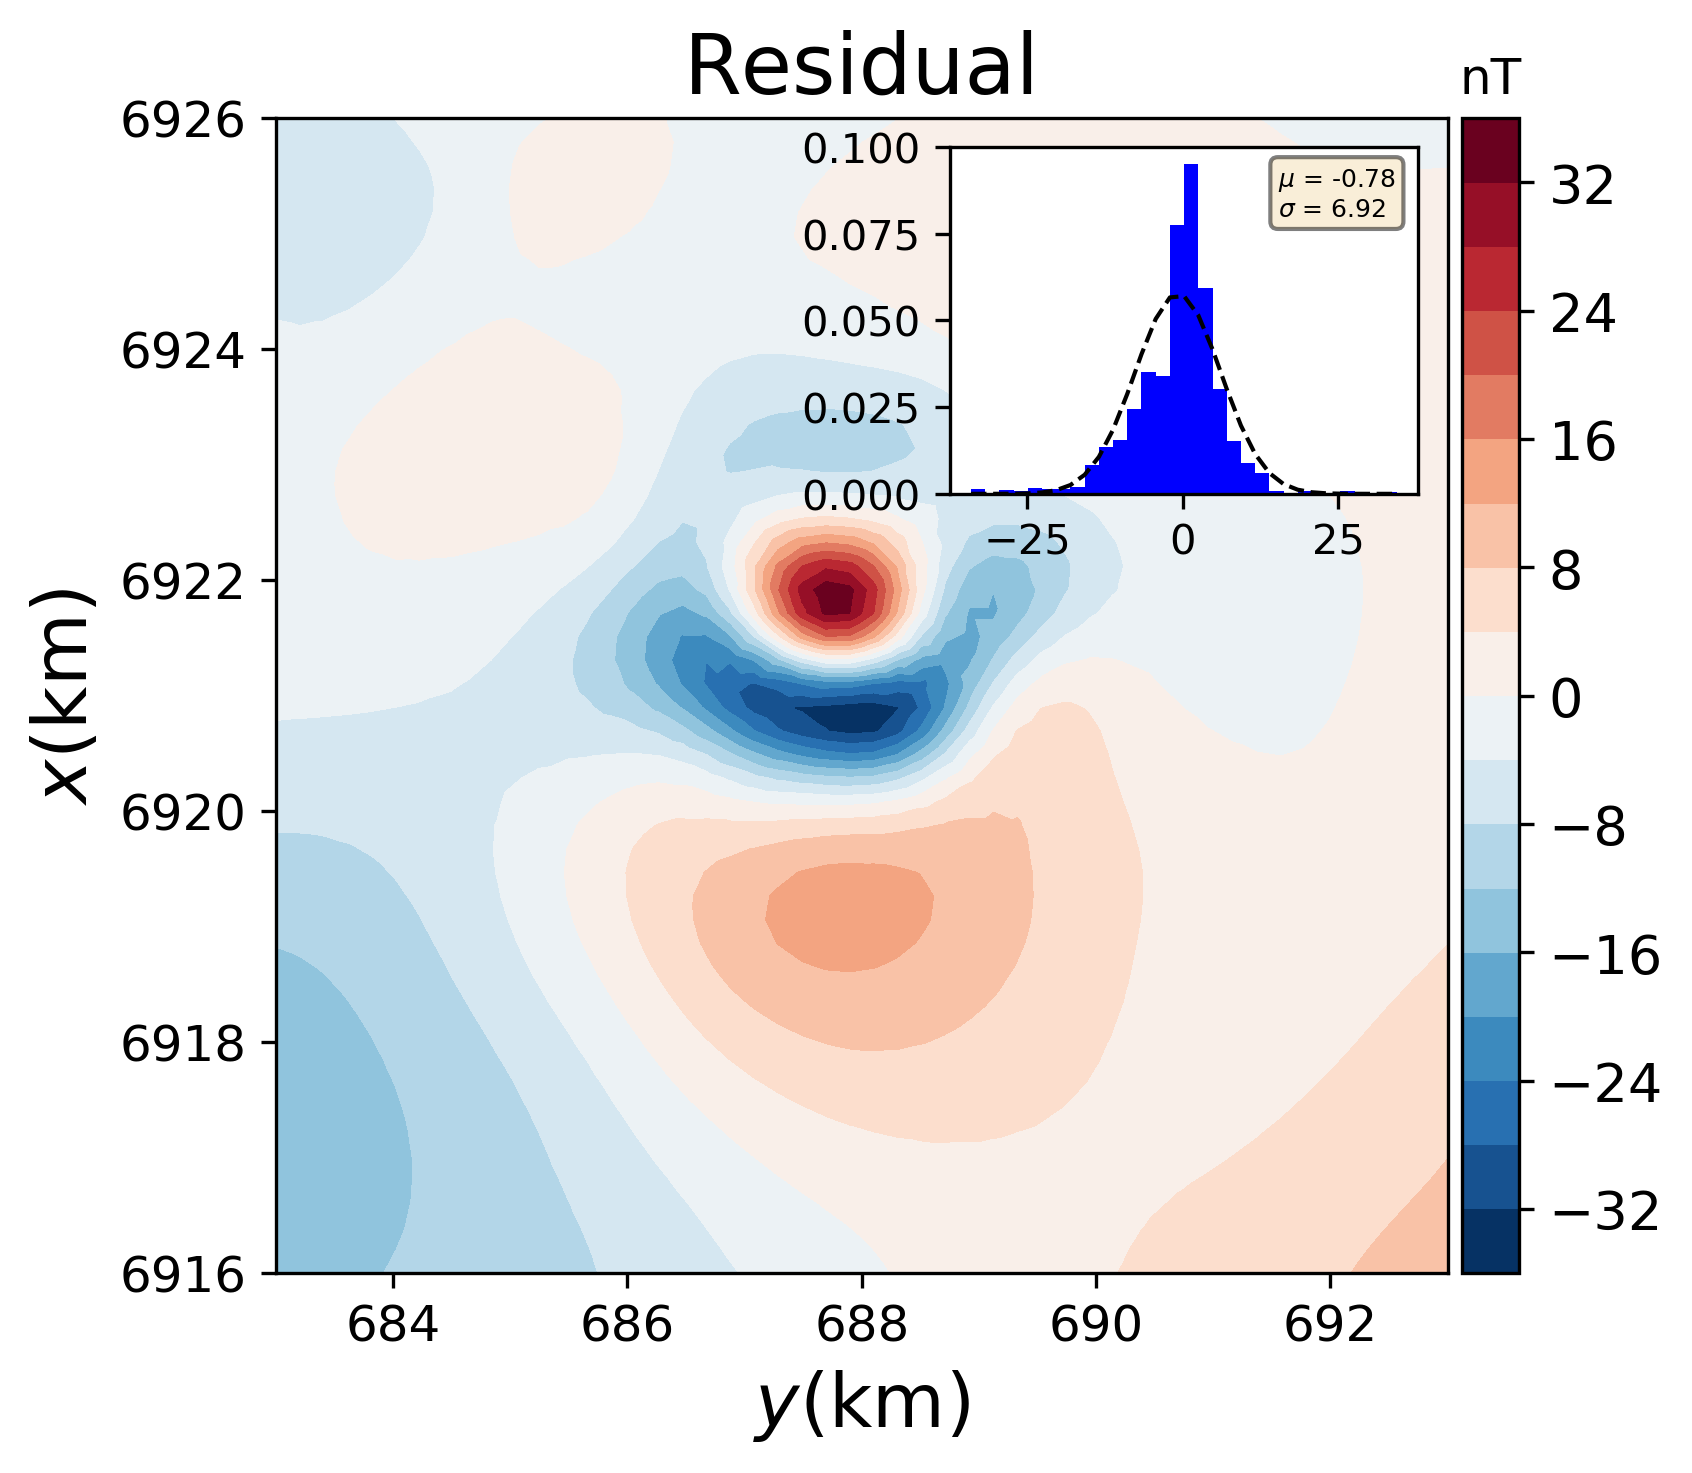 Residual
nT
6926
6924
6922
6920
6918
6916
x(km)
684 686 688 690 692
y(km)
0.100
0.075
0.050
0.025
0.000
−25 0 25
μ = -0.78
σ = 6.92
32
24
16
8
0
−8
−16
−24
−32